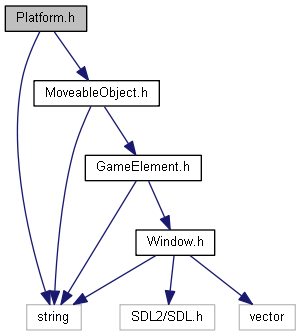 Platform.h
MoveableObject.h
GameElement.h
Window.h
string
SDL2/SDL.h
vector